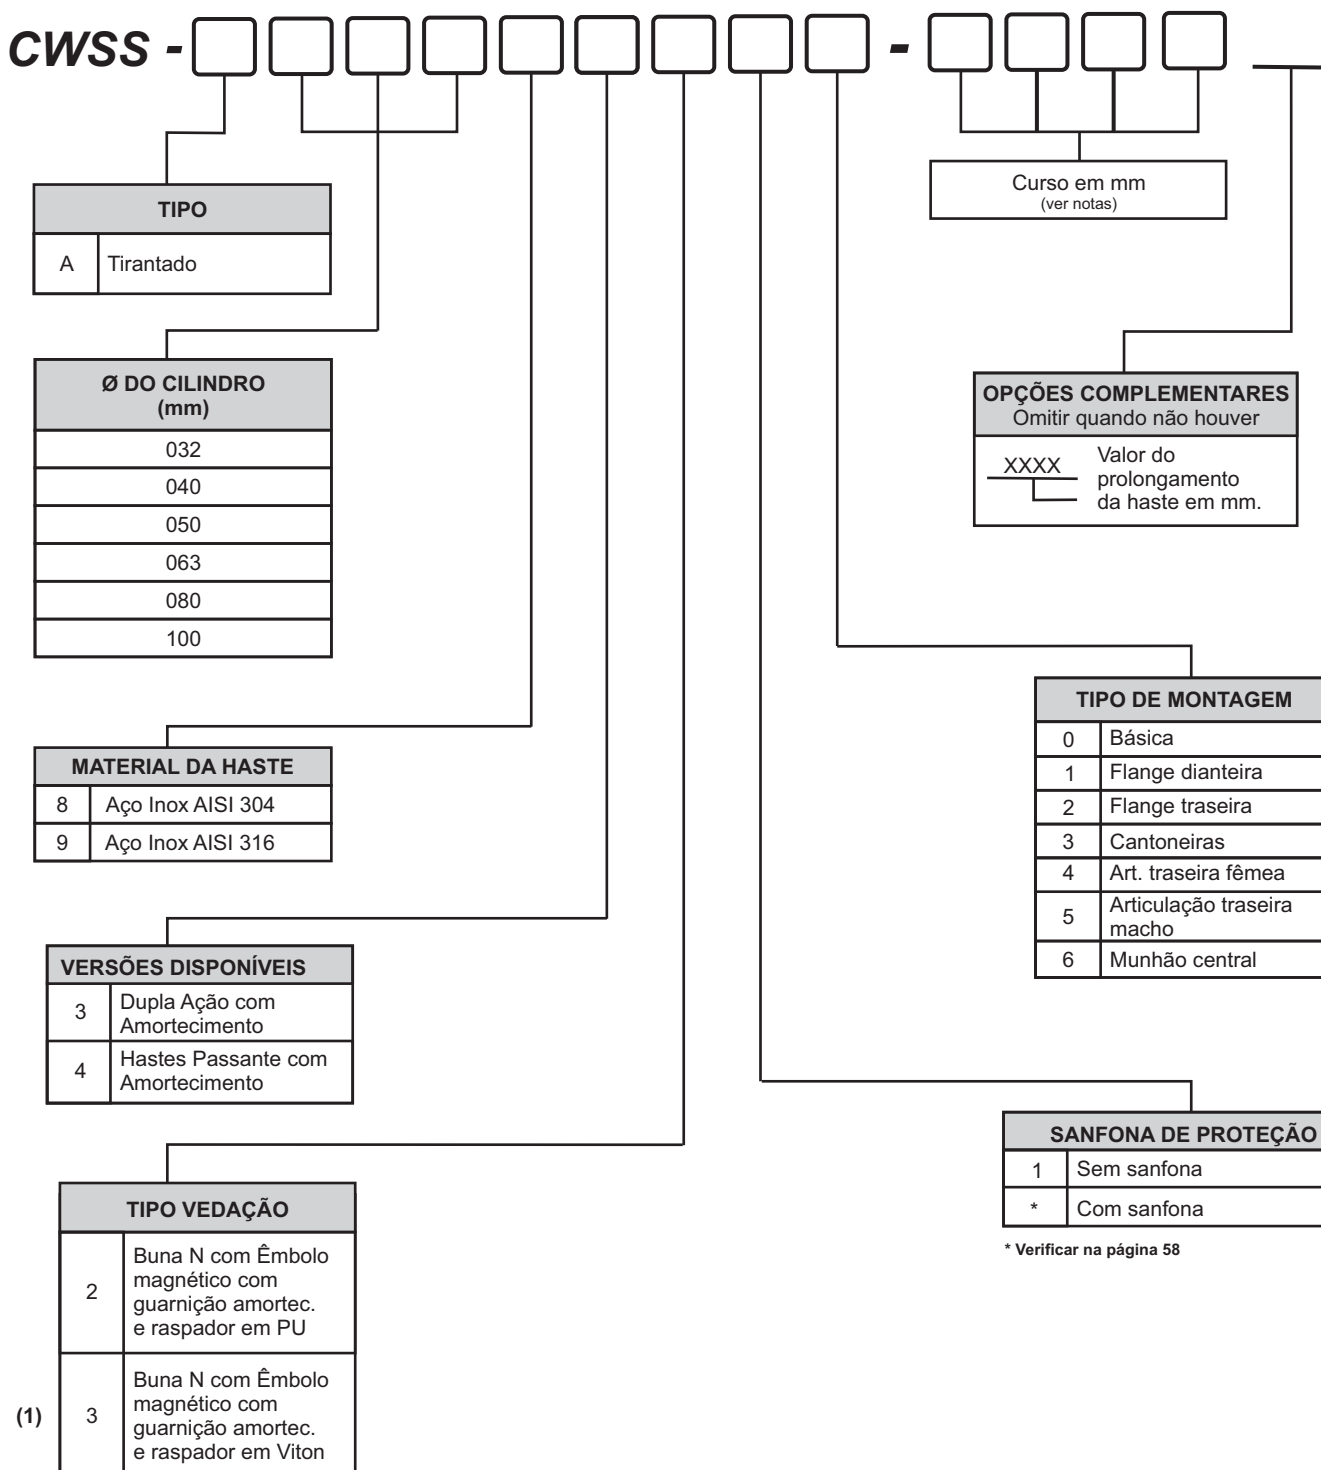 CWSS - -
TIPO
A Tirantado
Curso em mm
(ver notas)
Ø DO CILINDRO
(mm)
032
040
050
063
080
100
OPÇÕES COMPLEMENTARES
Omitir quando não houver
XXXX
Valor do
prolongamento
da haste em mm.
MATERIAL DA HASTE
8 Aço Inox AISI 304
9 Aço Inox AISI 316
TIPO DE MONTAGEM
0 Básica
1 Flange dianteira
2 Flange traseira
3 Cantoneiras
4 Art. traseira fêmea
5 Articulação traseira
macho
6 Munhão central
VERSÕES DISPONÍVEIS
3 Dupla Ação com
Amortecimento
4 Hastes Passante com
Amortecimento
SANFONA DE PROTEÇÃO
1 Sem sanfona
* Com sanfona
* Verificar na página 58
TIPO VEDAÇÃO
2 Buna N com Êmbolo
magnético com
guarnição amortec.
e raspador em PU
(1) 3 Buna N com Êmbolo
magnético com
guarnição amortec.
e raspador em Viton